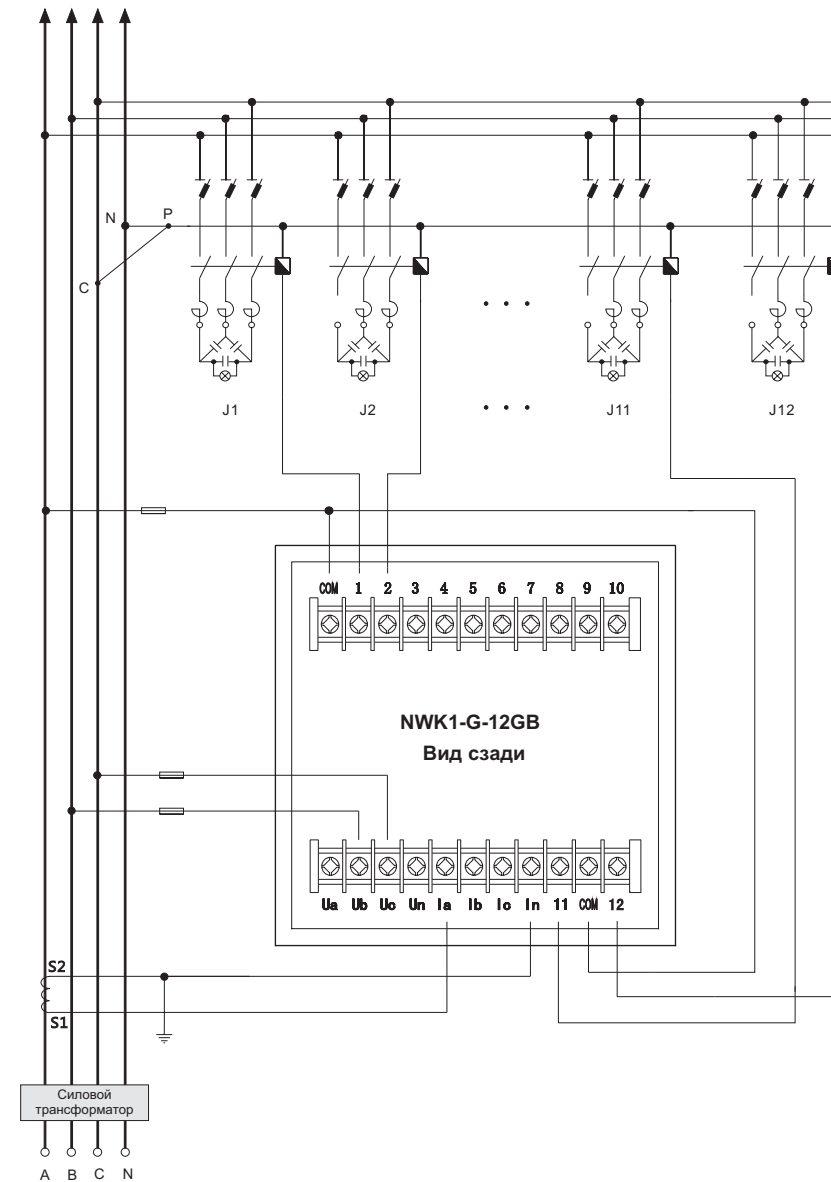 N
P
C
J1
J2
. . .
J11
J12
. . .
COM 1 2 3 4 5 6 7 8 9 10
NWK1-G-12GB
Вид сзади
Ua Ub Uc Un Ia Ib Ic In 11 COM 12
S2
S1
Силовой
трансформатор
A B C N